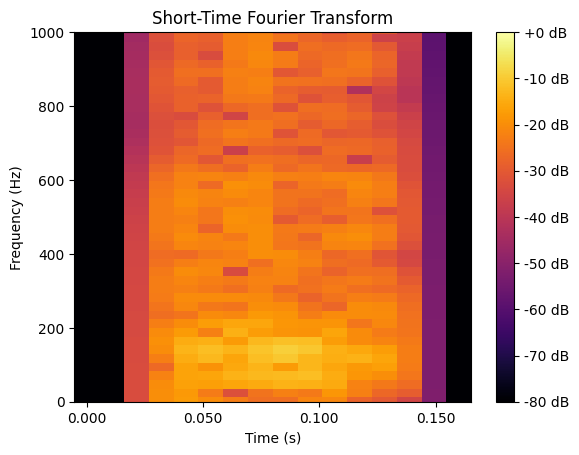 Short-Time Fourier Transform
1000
800
600
400
200
0
Frequency (Hz)
0.000
0.050
0.100
0.150
Time (s)
+0 dB
-10 dB
-20 dB
-30 dB
-40 dB
-50 dB
-60 dB
-70 dB
-80 dB